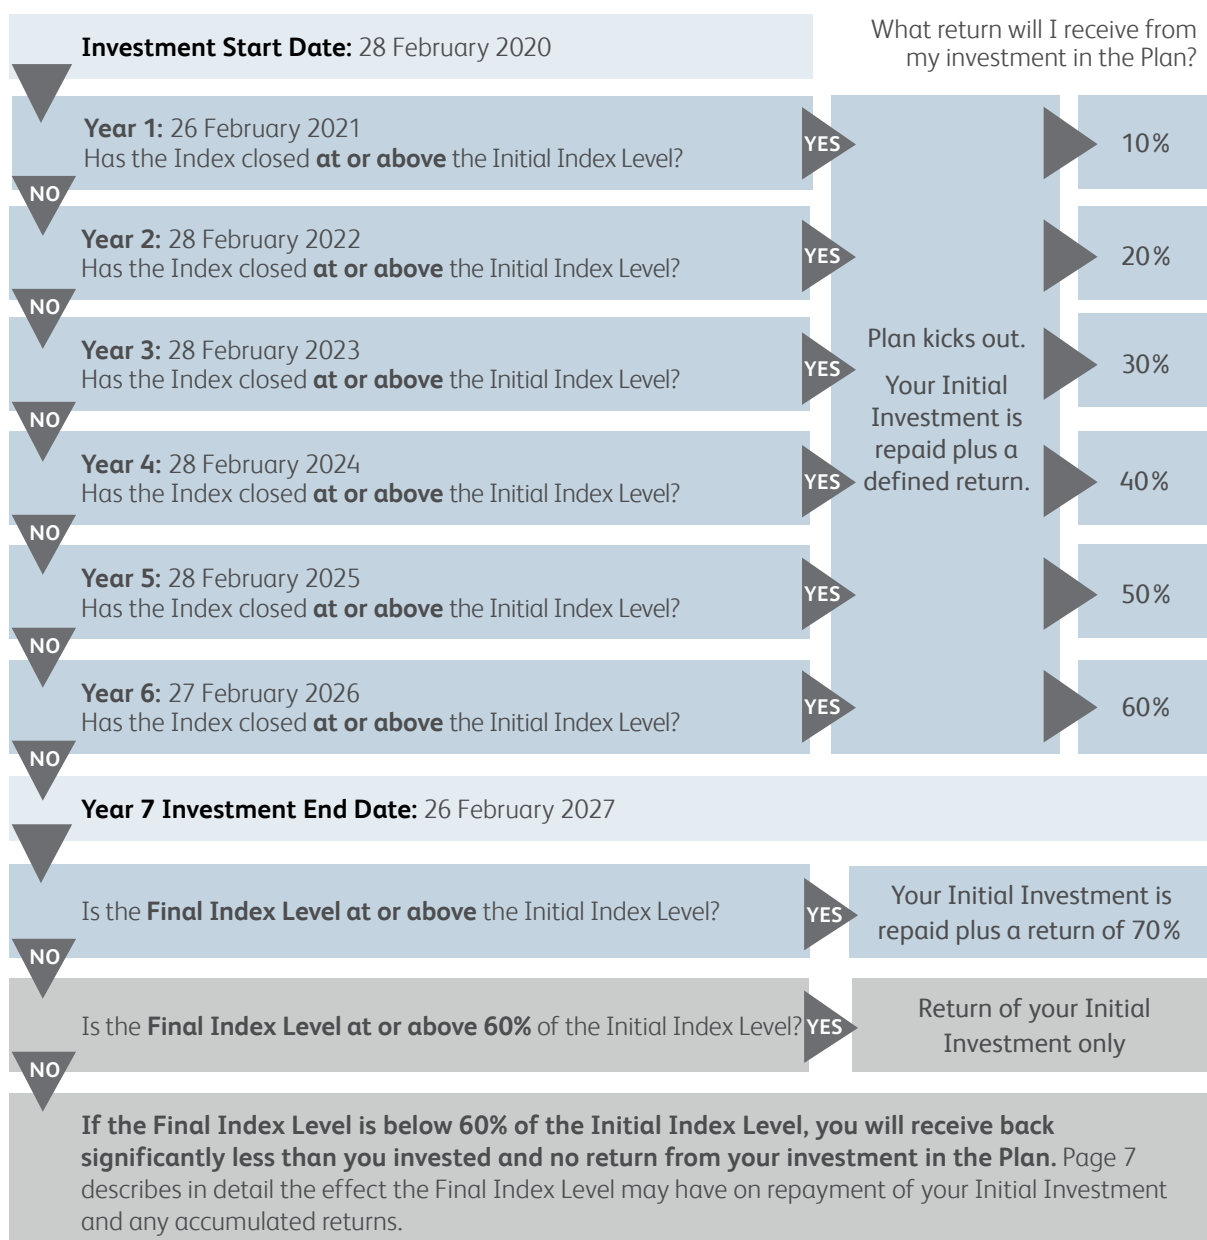 Investment Start Date: 28 February 2020
What return will I receive from
my investment in the Plan?
Year 1: 26 February 2021
Has the Index closed at or above the Initial Index Level?
YES
10%
NO
Year 2: 28 February 2022
Has the Index closed at or above the Initial Index Level?
YES
20%
NO
Year 3: 28 February 2023
Has the Index closed at or above the Initial Index Level?
YES
Plan kicks out.
Your Initial
Investment is
repaid plus a
defined return.
30%
NO
Year 4: 28 February 2024
Has the Index closed at or above the Initial Index Level?
YES
40%
NO
Year 5: 28 February 2025
Has the Index closed at or above the Initial Index Level?
YES
50%
NO
Year 6: 27 February 2026
Has the Index closed at or above the Initial Index Level?
YES
60%
NO
Year 7 Investment End Date: 26 February 2027
Is the Final Index Level at or above the Initial Index Level?
YES
Your Initial Investment is
repaid plus a return of 70%
NO
Is the Final Index Level at or above 60% of the Initial Index Level?
YES
Return of your Initial
Investment only
NO
If the Final Index Level is below 60% of the Initial Index Level, you will receive back
significantly less than you invested and no return from your investment in the Plan. Page 7
describes in detail the effect the Final Index Level may have on repayment of your Initial Investment
and any accumulated returns.